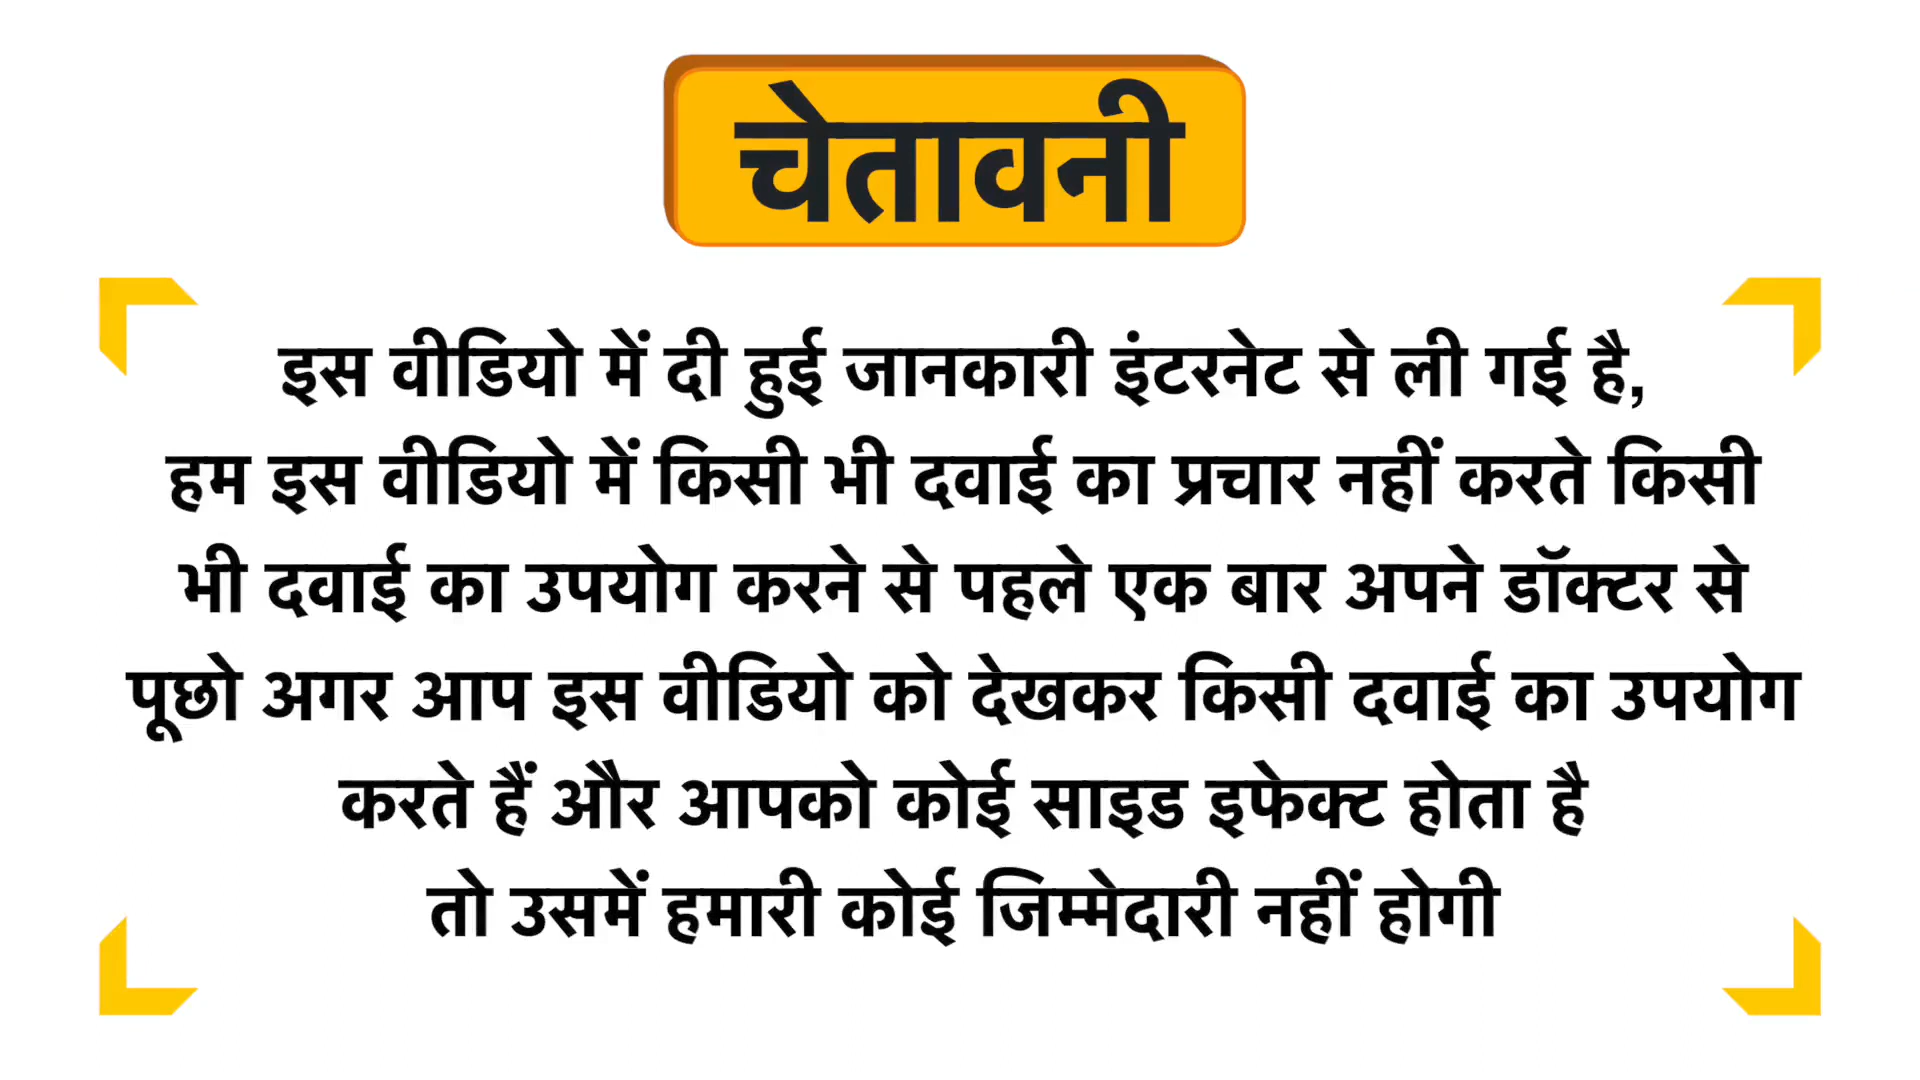 चेतावनी
इस वीडियो में दी हुई जानकारी इंटरनेट से ली गई है,
हम इस वीडियो में किसी भी दवाई का प्रचार नहीं करते किसी
भी दवाई का उपयोग करने से पहले एक बार अपने डॉक्टर से
पूछो अगर आप इस वीडियो को देखकर किसी दवाई का उपयोग
करते हैं और आपको कोई साइड इफेक्ट होता है
तो उसमें हमारी कोई जिम्मेदारी नहीं होगी